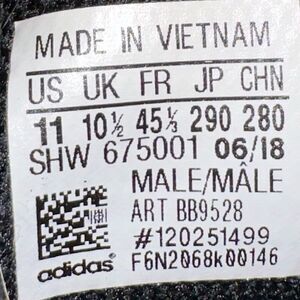 MADE IN VIETNAM
US UK FR JP CHN
11 10½ 45⅓ 290 280
SHW 675001 06/18
MALE/MÂLE
ART BB9528
#120251499
adidas® F6N2068k00146